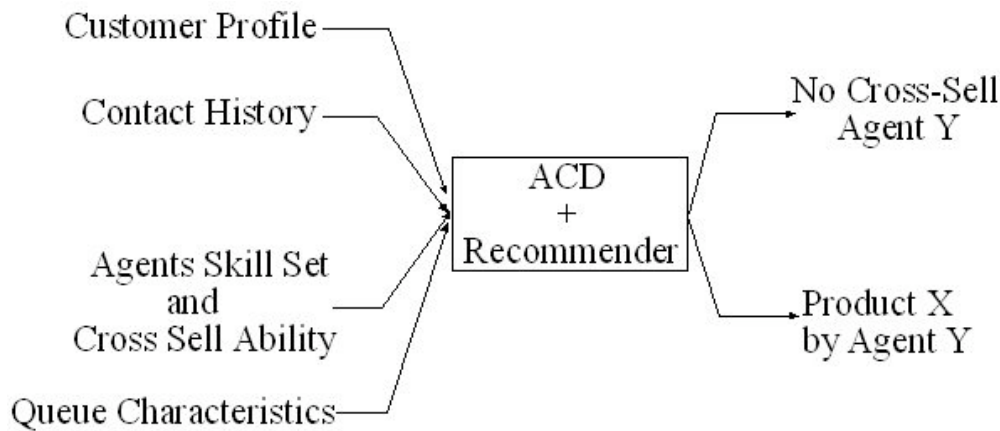 Customer Profile
Contact History
Agents Skill Set
and
Cross Sell Ability
Queue Characteristics
ACD
+
Recommender
No Cross-Sell
Agent Y
Product X
by Agent Y